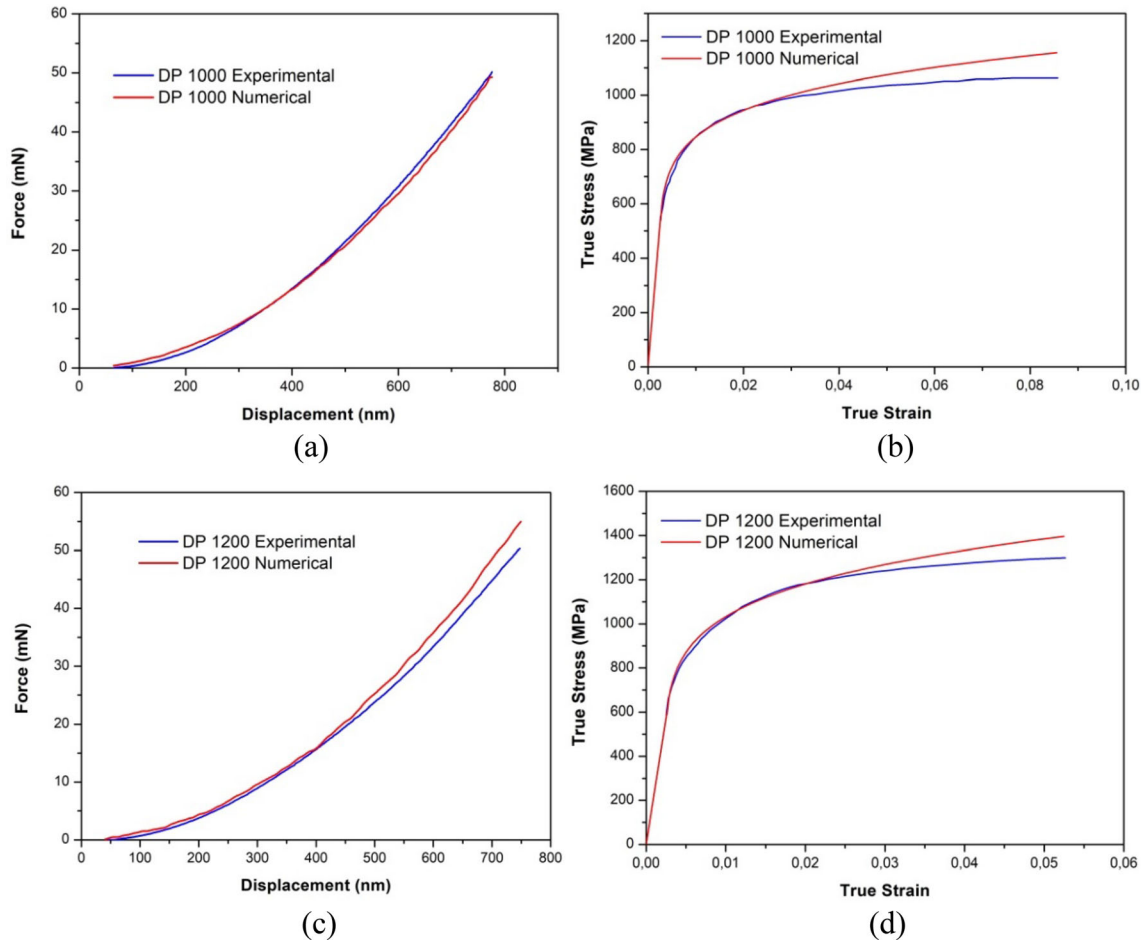 60
50
40
30
20
10
0
Force (mN)
DP 1000 Experimental
DP 1000 Numerical
200
400
600
800
Displacement (nm)
(a)
1200
1000
800
600
400
200
0
True Stress (MPa)
DP 1000 Experimental
DP 1000 Numerical
0,00
0,02
0,04
0,06
0,08
0,10
True Strain
(b)
60
50
40
30
20
10
0
Force (mN)
DP 1200 Experimental
DP 1200 Numerical
0
100
200
300
400
500
600
700
800
Displacement (nm)
(c)
1600
1400
1200
1000
800
600
400
200
0
True Stress (MPa)
DP 1200 Experimental
DP 1200 Numerical
0,00
0,01
0,02
0,03
0,04
0,05
0,06
True Strain
(d)